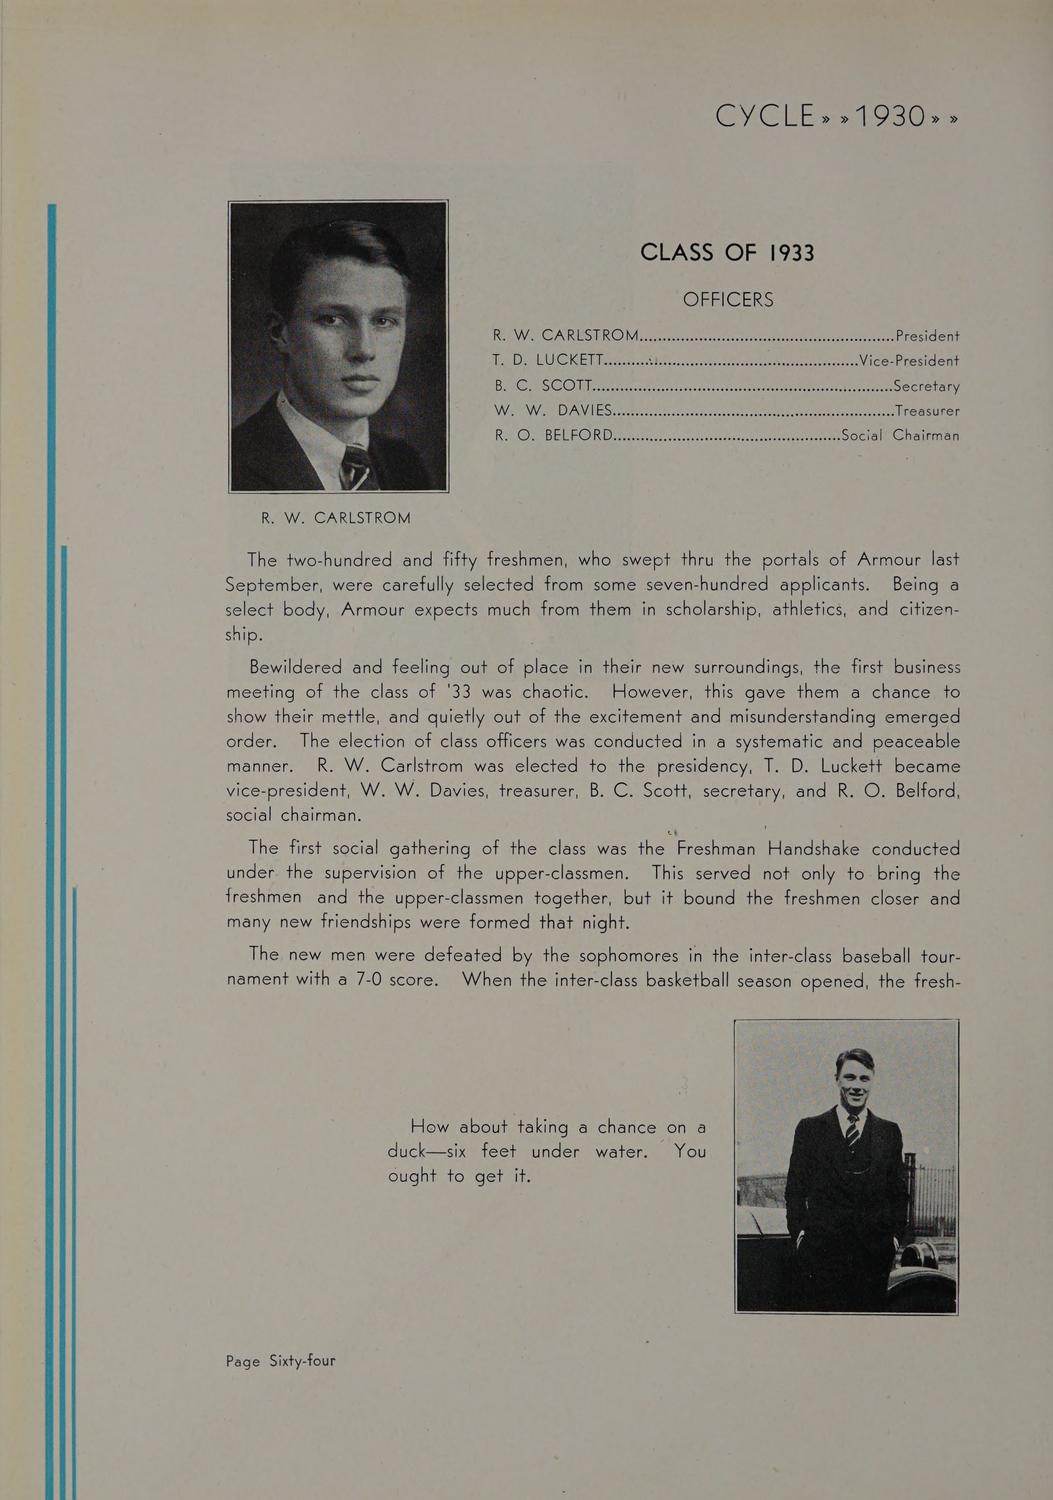 CYCLE » » 1930 » »
CLASS OF 1933
OFFICERS
R. W. CARLSTROM........................................................President
T. D. LUCKETT........................................................Vice-President
B. C. SCOTT..................................................................Secretary
W. W. DAVIES..............................................................Treasurer
R. O. BELFORD..................................................Social Chairman
R. W. CARLSTROM
The two-hundred and fifty freshmen, who swept thru the portals of Armour last
September, were carefully selected from some seven-hundred applicants. Being a
select body, Armour expects much from them in scholarship, athletics, and citizen-
ship.
Bewildered and feeling out of place in their new surroundings, the first business
meeting of the class of '33 was chaotic. However, this gave them a chance to
show their mettle, and quietly out of the excitement and misunderstanding emerged
order. The election of class officers was conducted in a systematic and peaceable
manner. R. W. Carlstrom was elected to the presidency, T. D. Luckett became
vice-president, W. W. Davies, treasurer, B. C. Scott, secretary, and R. O. Belford,
social chairman.
The first social gathering of the class was the Freshman Handshake conducted
under the supervision of the upper-classmen. This served not only to bring the
freshmen and the upper-classmen together, but it bound the freshmen closer and
many new friendships were formed that night.
The new men were defeated by the sophomores in the inter-class baseball tour-
nament with a 7-0 score. When the inter-class basketball season opened, the fresh-
How about taking a chance on a
duck—six feet under water. You
ought to get it.
Page Sixty-four